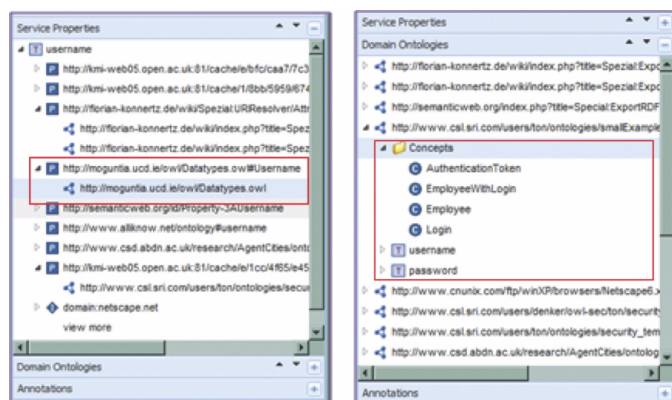 Service Properties
username
http://kmi-web05.open.ac.uk:81/cache/e/bfc/caa7/7c3
http://kmi-web05.open.ac.uk:81/cache/1/8bb/5959/674
http://florian-konnertz.de/wiki/Spezial:URIResolver/Attr
http://florian-konnertz.de/wiki/index.php?title=Spez
http://florian-konnertz.de/wiki/index.php?title=Spez
http://moguntia.ucd.ie/owl/Datatypes.owl#Username
http://moguntia.ucd.ie/owl/Datatypes.owl
http://semanticweb.org/id/Property-3AUsername
http://www.alliknow.net/ontology#username
http://www.csd.abdn.ac.uk/research/AgentCities/onto
http://kmi-web05.open.ac.uk:81/cache/e/1cc/4f65/e45
http://www.csl.sri.com/users/ton/ontologies/secu
domain:netscape.net
view more
Domain Ontologies
Annotations
Service Properties
Domain Ontologies
http://florian-konnertz.de/wiki/index.php?title=Spezial:Expo
http://florian-konnertz.de/wiki/index.php?title=Spezial:Expo
http://semanticweb.org/index.php?title=Special:ExportRDF
http://www.csl.sri.com/users/ton/ontologies/smallExample
Concepts
AuthenticationToken
EmployeeWithLogin
Employee
Login
username
password
http://www.cnunix.com/ftp/winXP/browsers/Netscape6.x
http://www.csl.sri.com/users/denker/owl-sec/ton/security
http://www.csl.sri.com/users/ton/ontologies/security_tem
http://www.csd.abdn.ac.uk/research/AgentCities/ontolog
Annotations